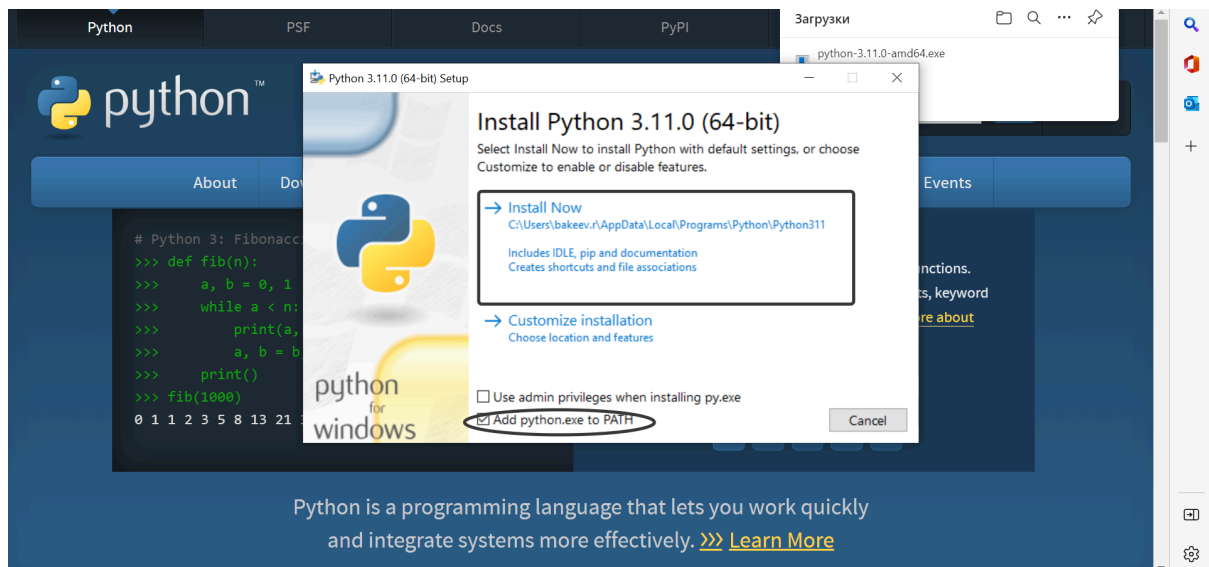 Python
PSF
Docs
PyPI
Загрузки
python-3.11.0-amd64.exe
python™
Python 3.11.0 (64-bit) Setup
Install Python 3.11.0 (64-bit)
Select Install Now to install Python with default settings, or choose
Customize to enable or disable features.
Install Now
C:\Users\bakeev.r\AppData\Local\Programs\Python\Python311
Includes IDLE, pip and documentation
Creates shortcuts and file associations
Customize installation
Choose location and features
Use admin privileges when installing py.exe
Add python.exe to PATH
Cancel
python
for
windows
About
Events
# Python 3: Fibonacc
>>> def fib(n):
>>> a, b = 0, 1
>>> while a < n:
>>> print(a,
>>> a, b = b
>>> print()
>>> fib(1000)
0 1 1 2 3 5 8 13 21
keyword
about
Python is a programming language that lets you work quickly
and integrate systems more effectively. >>> Learn More